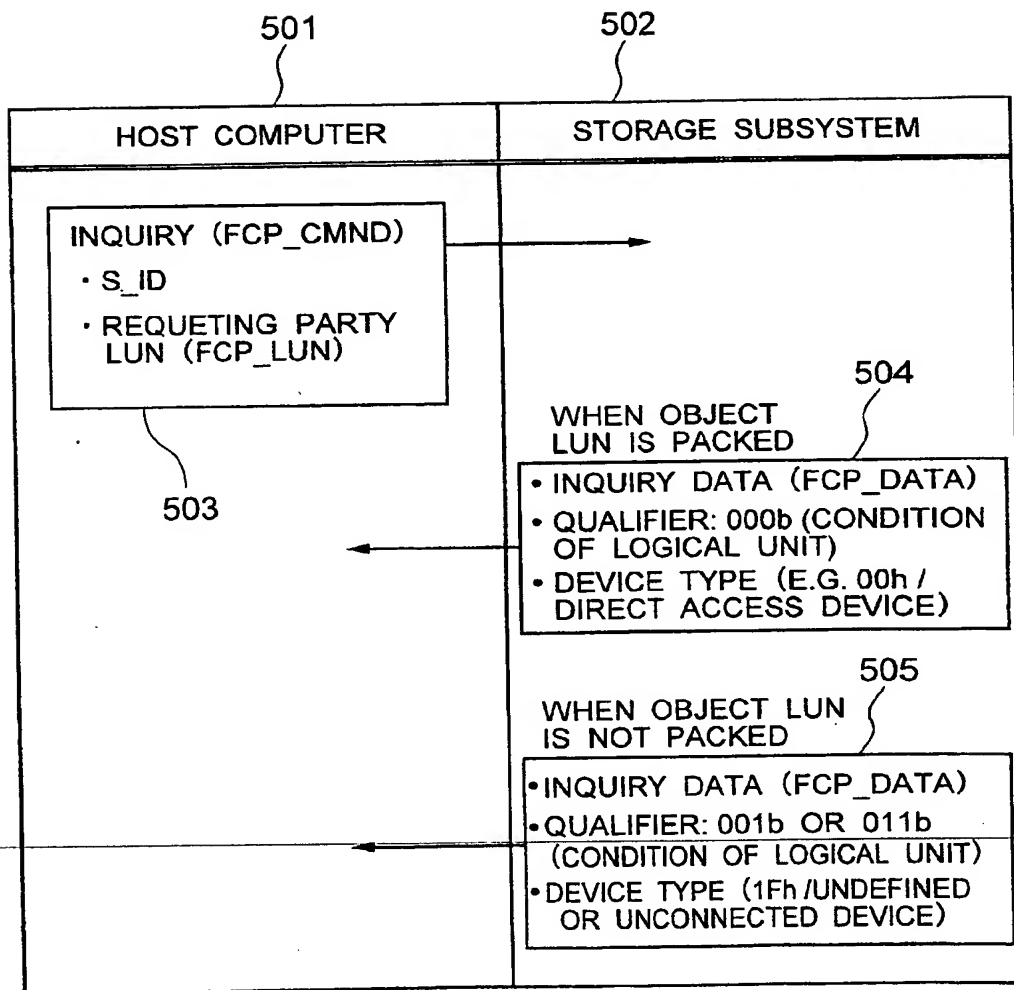 501
502
HOST COMPUTER
STORAGE SUBSYSTEM
INQUIRY (FCP_CMND)
· S_ID
· REQUETING PARTY
LUN (FCP_LUN)
503
504
WHEN OBJECT
LUN IS PACKED
• INQUIRY DATA (FCP_DATA)
• QUALIFIER: 000b (CONDITION
OF LOGICAL UNIT)
• DEVICE TYPE (E.G. 00h /
DIRECT ACCESS DEVICE)
505
WHEN OBJECT LUN
IS NOT PACKED
• INQUIRY DATA (FCP_DATA)
• QUALIFIER: 001b OR 011b
(CONDITION OF LOGICAL UNIT)
• DEVICE TYPE (1Fh /UNDEFINED
OR UNCONNECTED DEVICE)